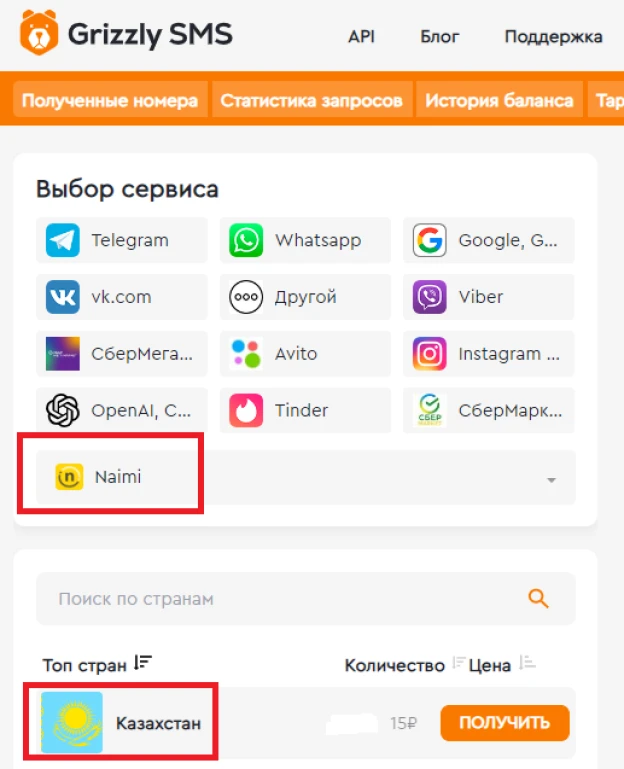 Grizzly SMS API Блог Поддержка
Полученные номера Статистика запросов История баланса Тар
Выбор сервиса
Telegram Whatsapp Google, G...
vk.com Другой Viber
СберМега... Avito Instagram ...
OpenAI, C... Tinder СберМарк...
Naimi
Поиск по странам
Топ стран Количество Цена
Казахстан 15₽ ПОЛУЧИТЬ